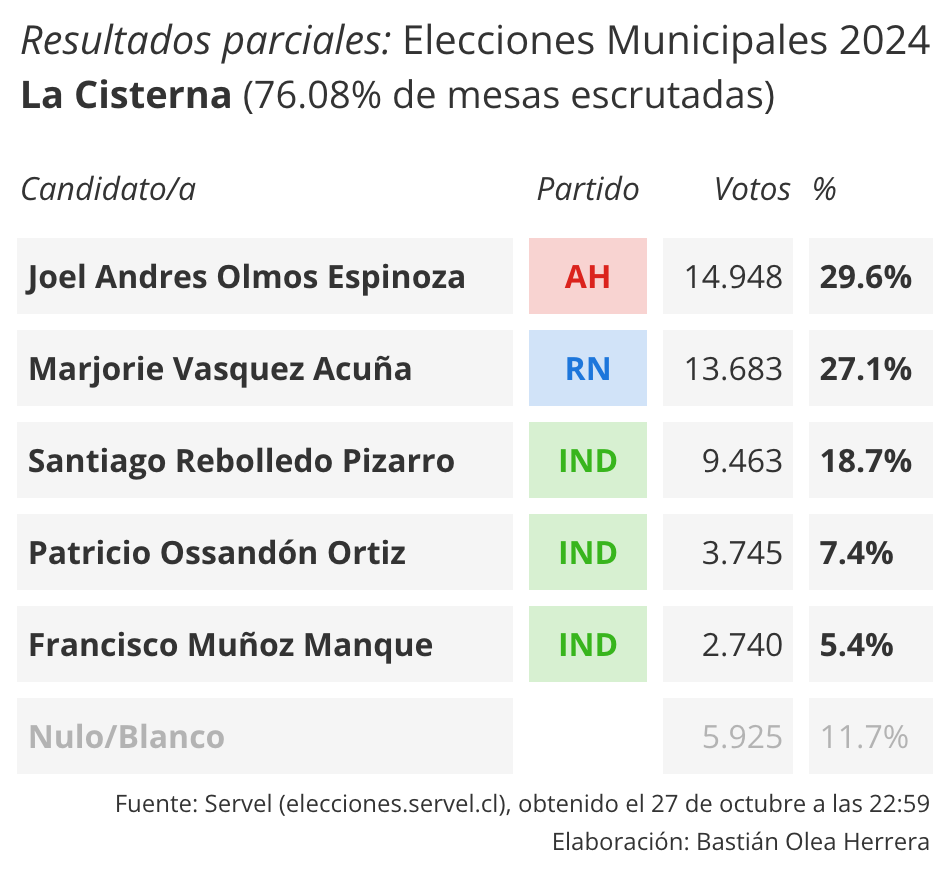 Resultados parciales: Elecciones Municipales 2024
La Cisterna (76.08% de mesas escrutadas)
Candidato/a Partido Votos %
Joel Andres Olmos Espinoza AH 14.948 29.6%
Marjorie Vasquez Acuña RN 13.683 27.1%
Santiago Rebolledo Pizarro IND 9.463 18.7%
Patricio Ossandón Ortiz IND 3.745 7.4%
Francisco Muñoz Manque IND 2.740 5.4%
Nulo/Blanco 5.925 11.7%
Fuente: Servel (elecciones.servel.cl), obtenido el 27 de octubre a las 22:59
Elaboración: Bastián Olea Herrera